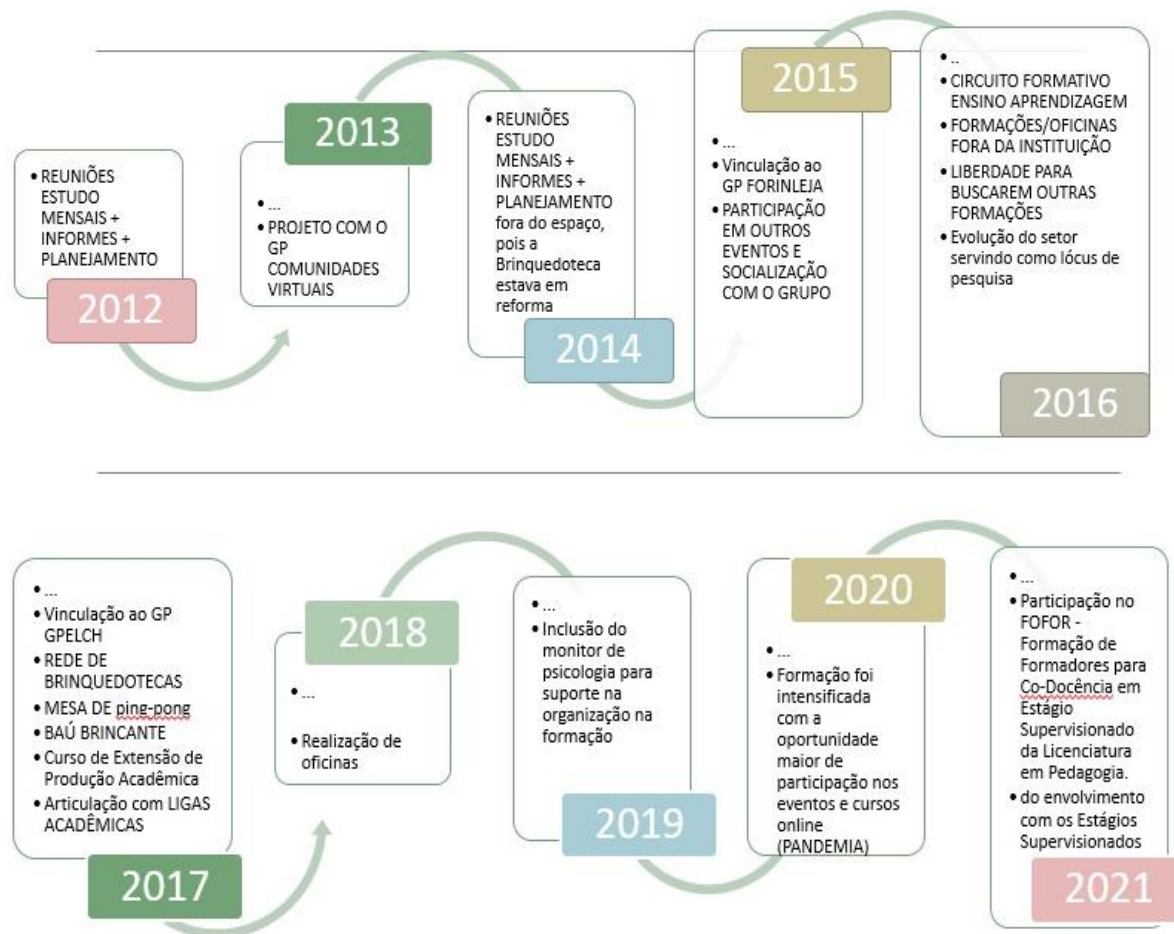 • REUNIÕES
ESTUDO
MENSAIS +
INFORMES +
PLANEJAMENTO
2012
2013
• ...
• PROJETO COM O
GP
COMUNIDADES
VIRTUAIS
• REUNIÕES
ESTUDO
MENSAIS +
INFORMES +
PLANEJAMENTO
fora do espaço,
pois a
Brinquedoteca
estava em
reforma
2014
2015
• ...
• Vinculação ao
GP FORINLEJA
• PARTICIPAÇÃO
EM OUTROS
EVENTOS E
SOCIALIZAÇÃO
COM O GRUPO
• ..
• CIRCUITO FORMATIVO
ENSINO APRENDIZAGEM
• FORMAÇÕES/OFICINAS
FORA DA INSTITUIÇÃO
• LIBERDADE PARA
BUSCAREM OUTRAS
FORMAÇÕES
• Evolução do setor
servindo como lócus de
pesquisa
2016
• ...
• Vinculação ao GP
GPELCH
• REDE DE
BRINQUEDOTECAS
• MESA DE ping-pong
• BAÚ BRINCANTE
• Curso de Extensão de
Produção Acadêmica
• Articulação com LIGAS
ACADÊMICAS
2017
2018
• ...
• Realização de
oficinas
• ...
• Inclusão do
monitor de
psicologia para
suporte na
organização na
formação
2019
2020
• ...
• Formação foi
intensificada
com a
oportunidade
maior de
participação nos
eventos e cursos
online
(PANDEMIA)
• ...
• Participação no
FOFOR -
Formação de
Formadores para
Co-Docência em
Estágio
Supervisionado
da Licenciatura
em Pedagogia.
• do envolvimento
com os Estágios
Supervisionados
2021